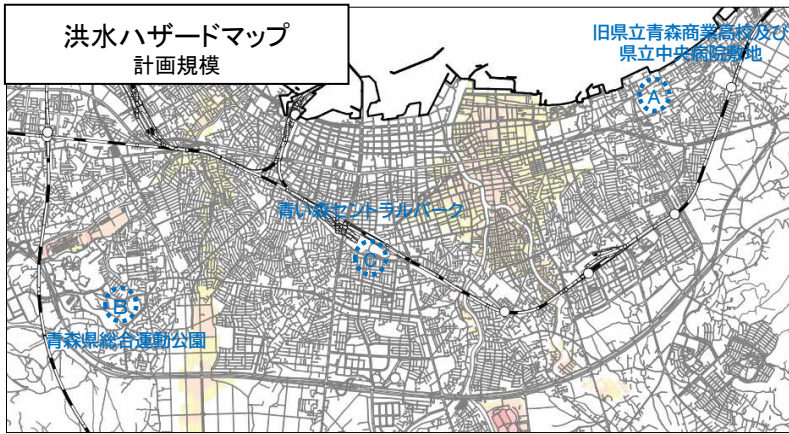 洪水ハザードマップ
計画規模
旧県立青森商業高校及び
県立中央病院敷地
A
青い森セントラルパーク
C
B
青森県総合運動公園